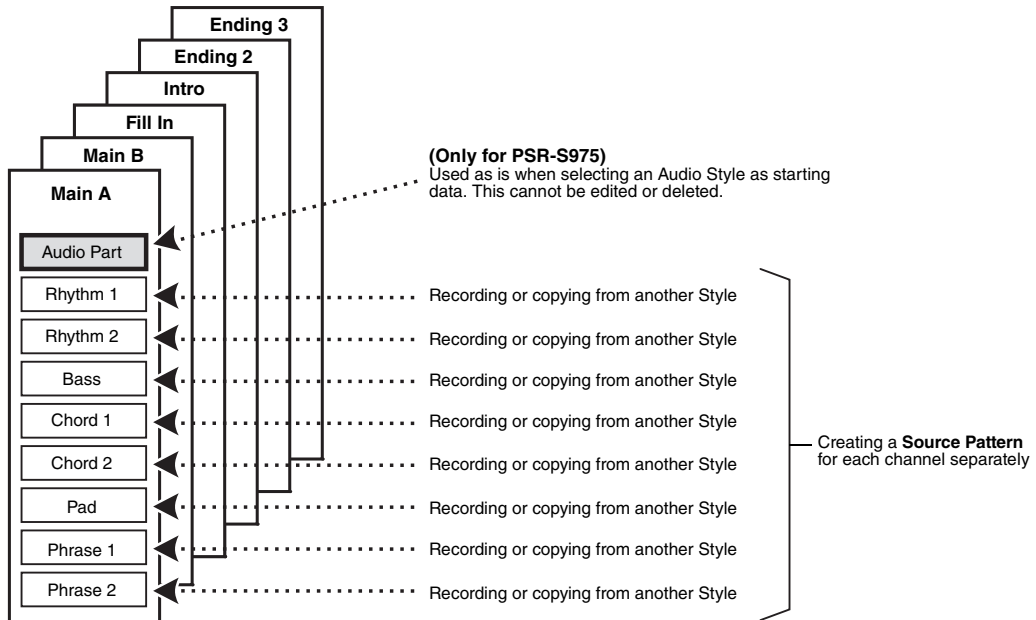 Ending 3
Ending 2
Intro
Fill In
Main B
Main A
(Only for PSR-S975)
Used as is when selecting an Audio Style as starting
data. This cannot be edited or deleted.
Audio Part
Rhythm 1
Recording or copying from another Style
Rhythm 2
Recording or copying from another Style
Bass
Recording or copying from another Style
Chord 1
Recording or copying from another Style
Chord 2
Recording or copying from another Style
Pad
Recording or copying from another Style
Phrase 1
Recording or copying from another Style
Phrase 2
Recording or copying from another Style
Creating a Source Pattern
for each channel separately